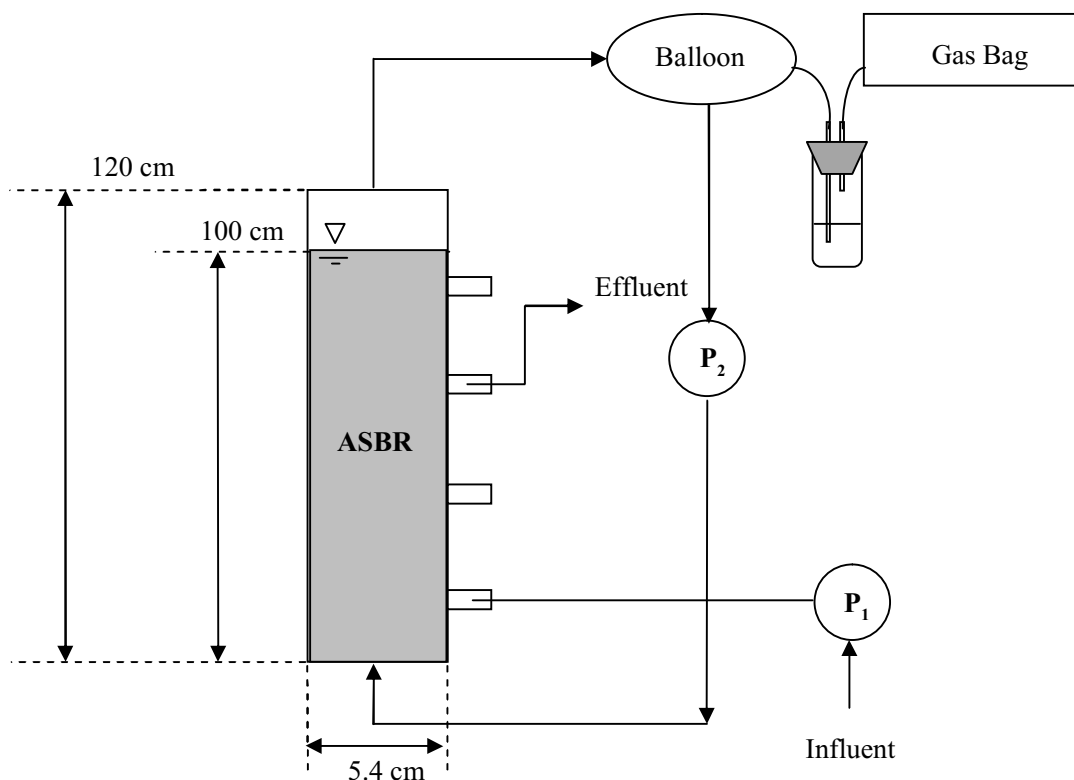 Balloon
Gas Bag
120 cm
100 cm
Effluent
P₂
ASBR
P₁
Influent
5.4 cm